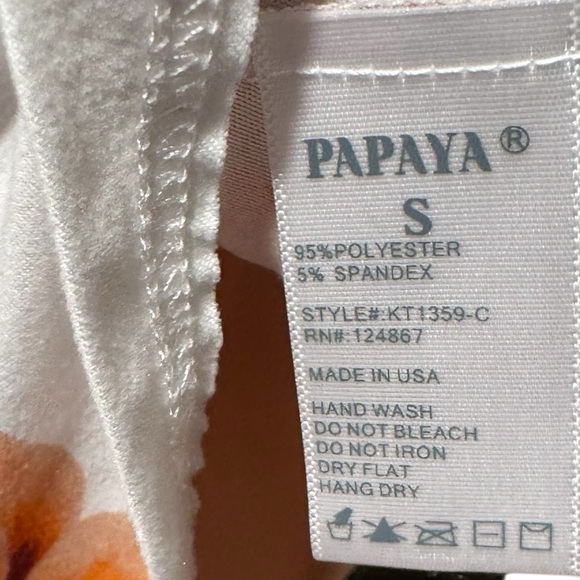 PAPAYA®
S
95%POLYESTER
5% SPANDEX
STYLE#:KT1359-C
RN#:124867
MADE IN USA
HAND WASH
DO NOT BLEACH
DO NOT IRON
DRY FLAT
HANG DRY